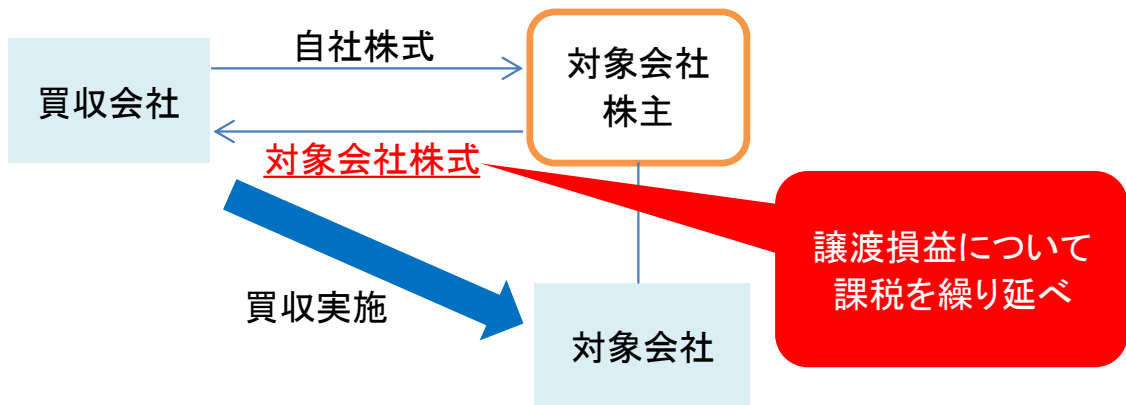 自社株式
買収会社
対象会社
株主
対象会社株式
譲渡損益について
課税を繰り延べ
買収実施
対象会社